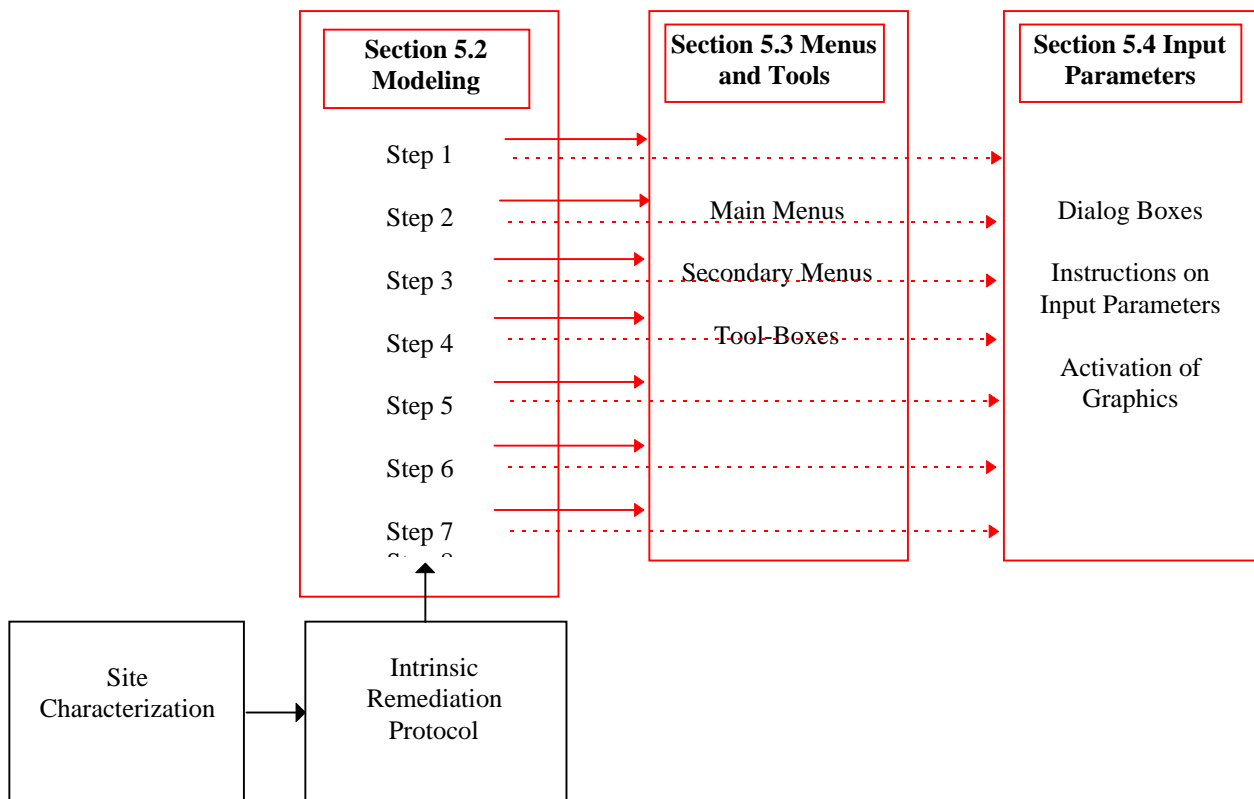 Section 5.2
Modeling
Step 1
Step 2
Step 3
Step 4
Step 5
Step 6
Step 7
Section 5.3 Menus
and Tools
Main Menus
Secondary Menus
Tool-Boxes
Section 5.4 Input
Parameters
Dialog Boxes
Instructions on
Input Parameters
Activation of
Graphics
Site
Characterization
Intrinsic
Remediation
Protocol